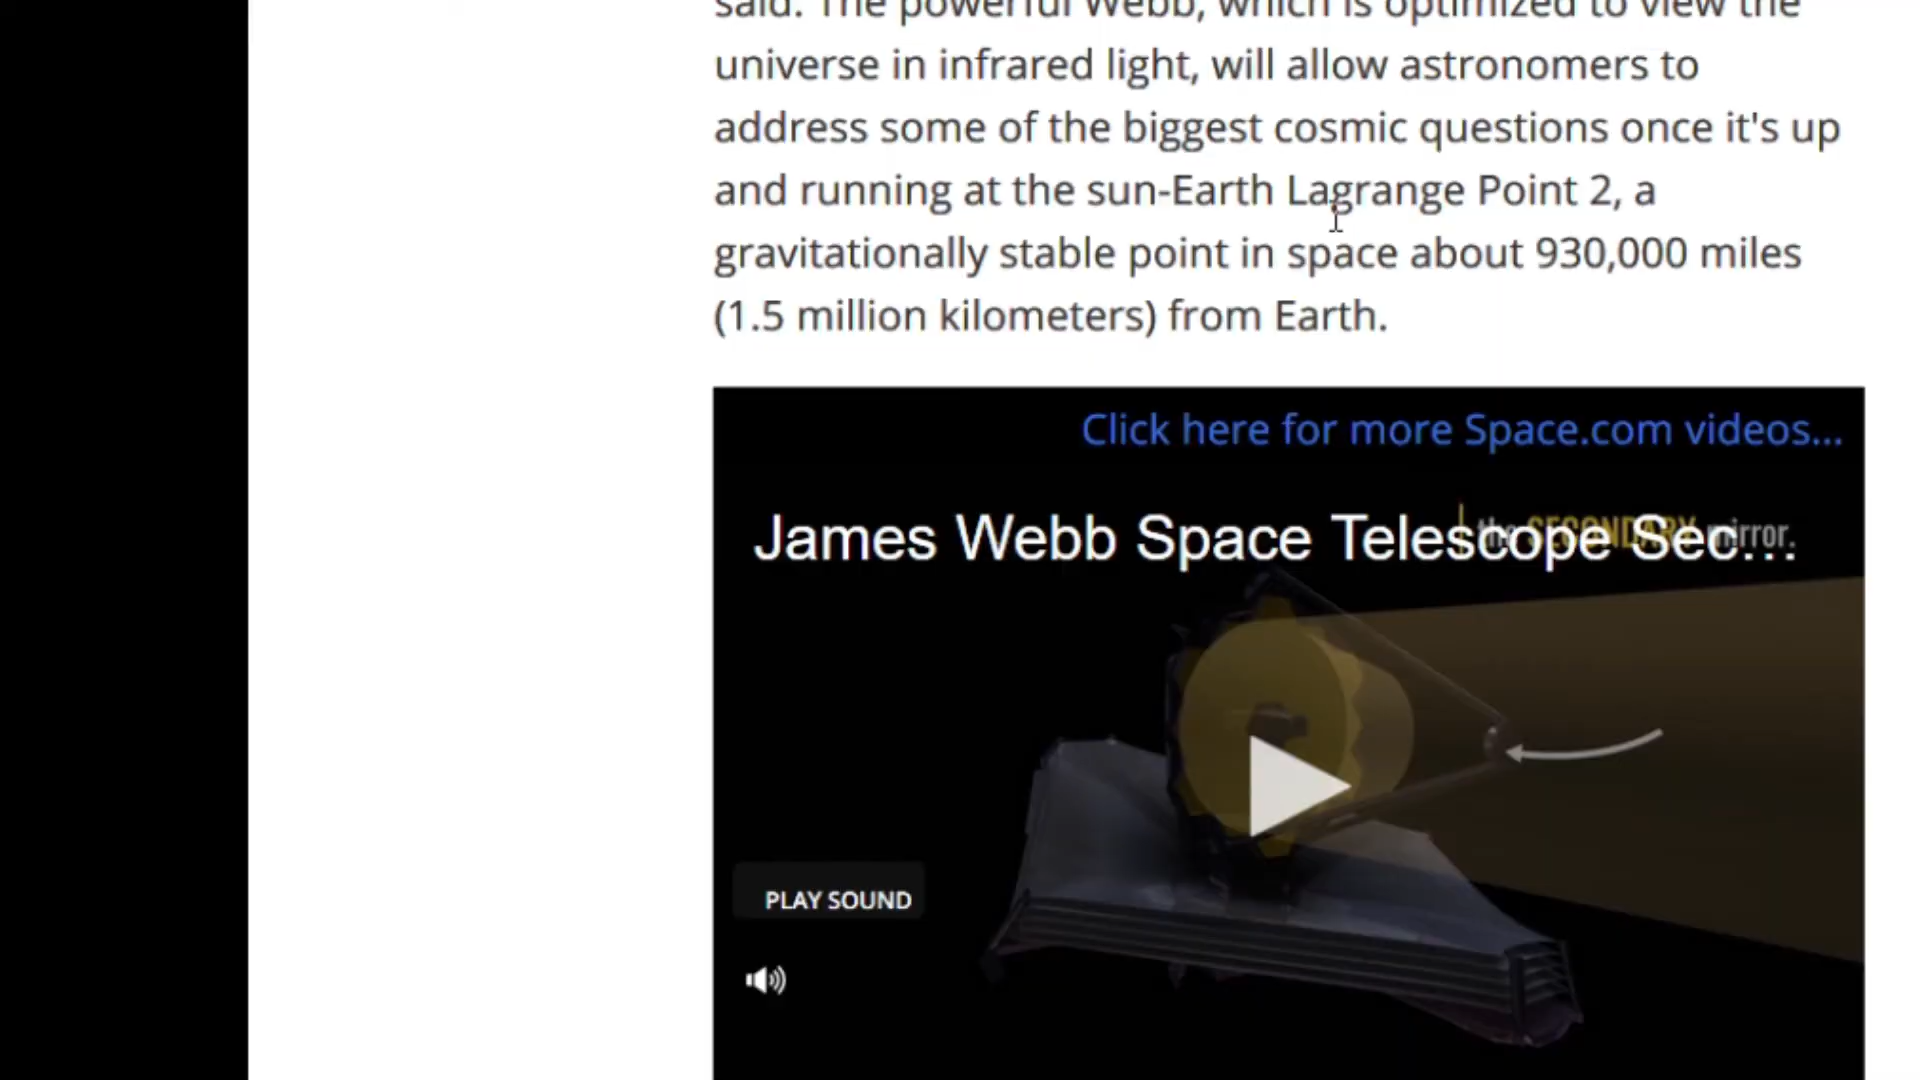 said. The powerful Webb, which is optimized to view the
universe in infrared light, will allow astronomers to
address some of the biggest cosmic questions once it's up
and running at the sun-Earth Lagrange Point 2, a
gravitationally stable point in space about 930,000 miles
(1.5 million kilometers) from Earth.
Click here for more Space.com videos...
James Webb Space Telescope Sec...
the SECONDARY mirror.
PLAY SOUND